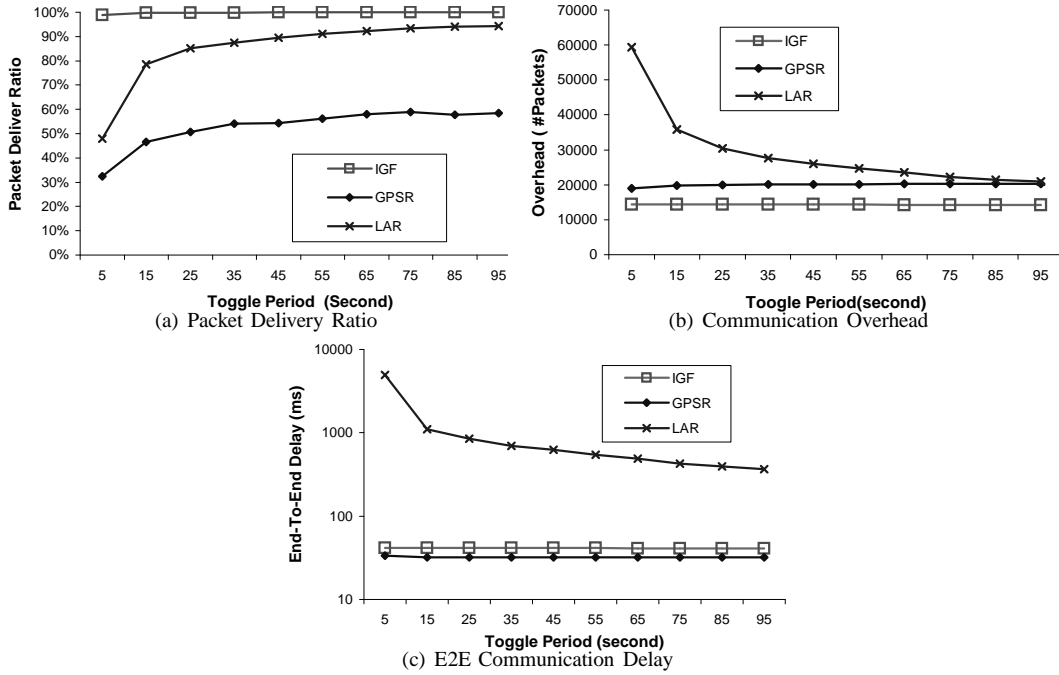 100%
90%
80%
70%
60%
50%
40%
30%
20%
10%
0%
Packet Deliver Ratio
IGF
GPSR
LAR
5 15 25 35 45 55 65 75 85 95
Toggle Period (Second)
(a) Packet Delivery Ratio
70000
60000
50000
40000
30000
20000
10000
0
Overhead ( #Packets)
IGF
GPSR
LAR
5 15 25 35 45 55 65 75 85 95
Toogle Period(second)
(b) Communication Overhead
10000
1000
100
10
End-To-End Delay (ms)
IGF
GPSR
LAR
5 15 25 35 45 55 65 75 85 95
Toggle Period (second)
(c) E2E Communication Delay